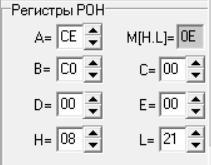 Регистры РОН
A= CE M[H.L]= 0E
B= C0 C= 00
D= 00 E= 00
H= 08 L= 21